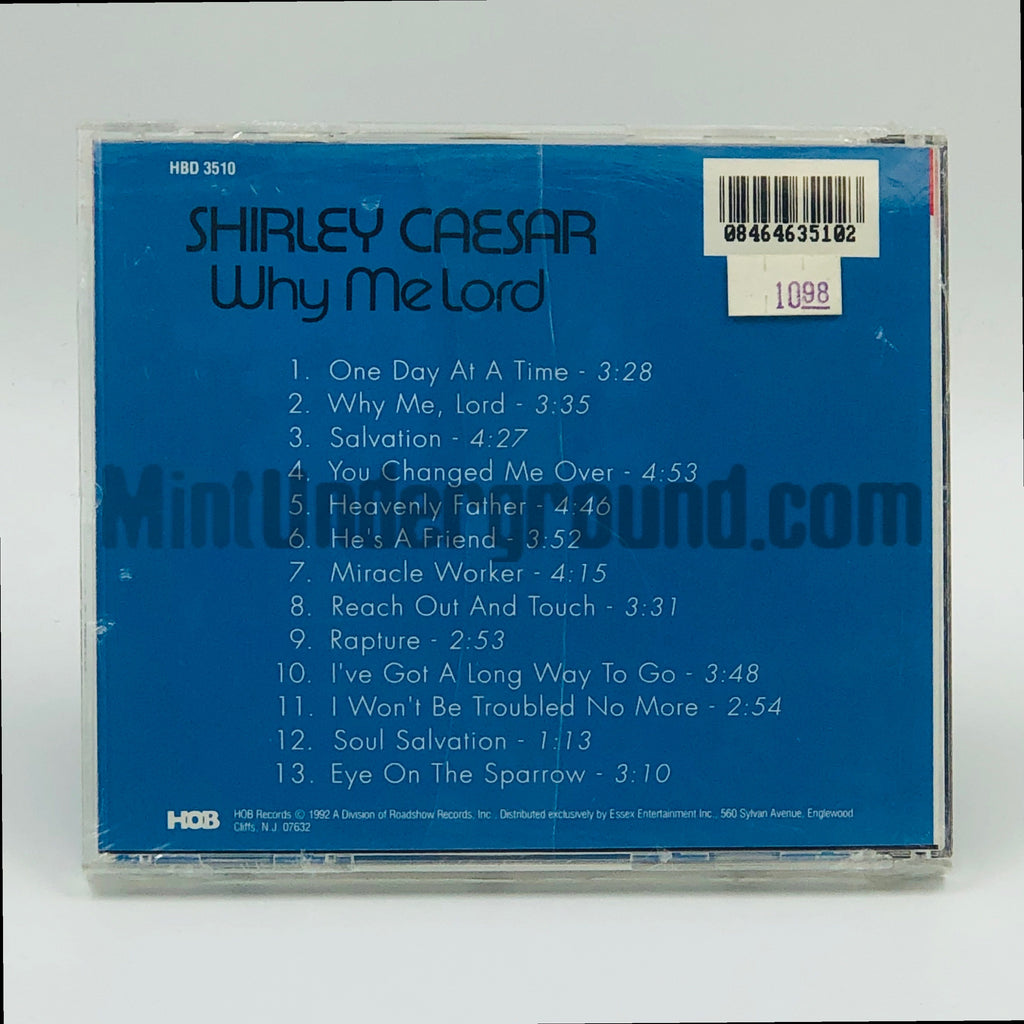 HBD 3510
SHIRLEY CAESAR
Why Me Lord
08464635102
1098
1. One Day At A Time - 3:28
2. Why Me, Lord - 3:35
3. Salvation - 4:27
4. You Changed Me Over - 4:53
5. Heavenly Father - 4:46
6. He's A Friend - 3:52
7. Miracle Worker - 4:15
8. Reach Out And Touch - 3:31
9. Rapture - 2:53
10. I've Got A Long Way To Go - 3:48
11. I Won't Be Troubled No More - 2:54
12. Soul Salvation - 1:13
13. Eye On The Sparrow - 3:10
MintUnderground.com
HOB
HOB Records © 1992 A Division of Roadshow Records, Inc. Distributed exclusively by Essex Entertainment Inc., 560 Sylvan Avenue, Englewood
Cliffs, N.J. 07632